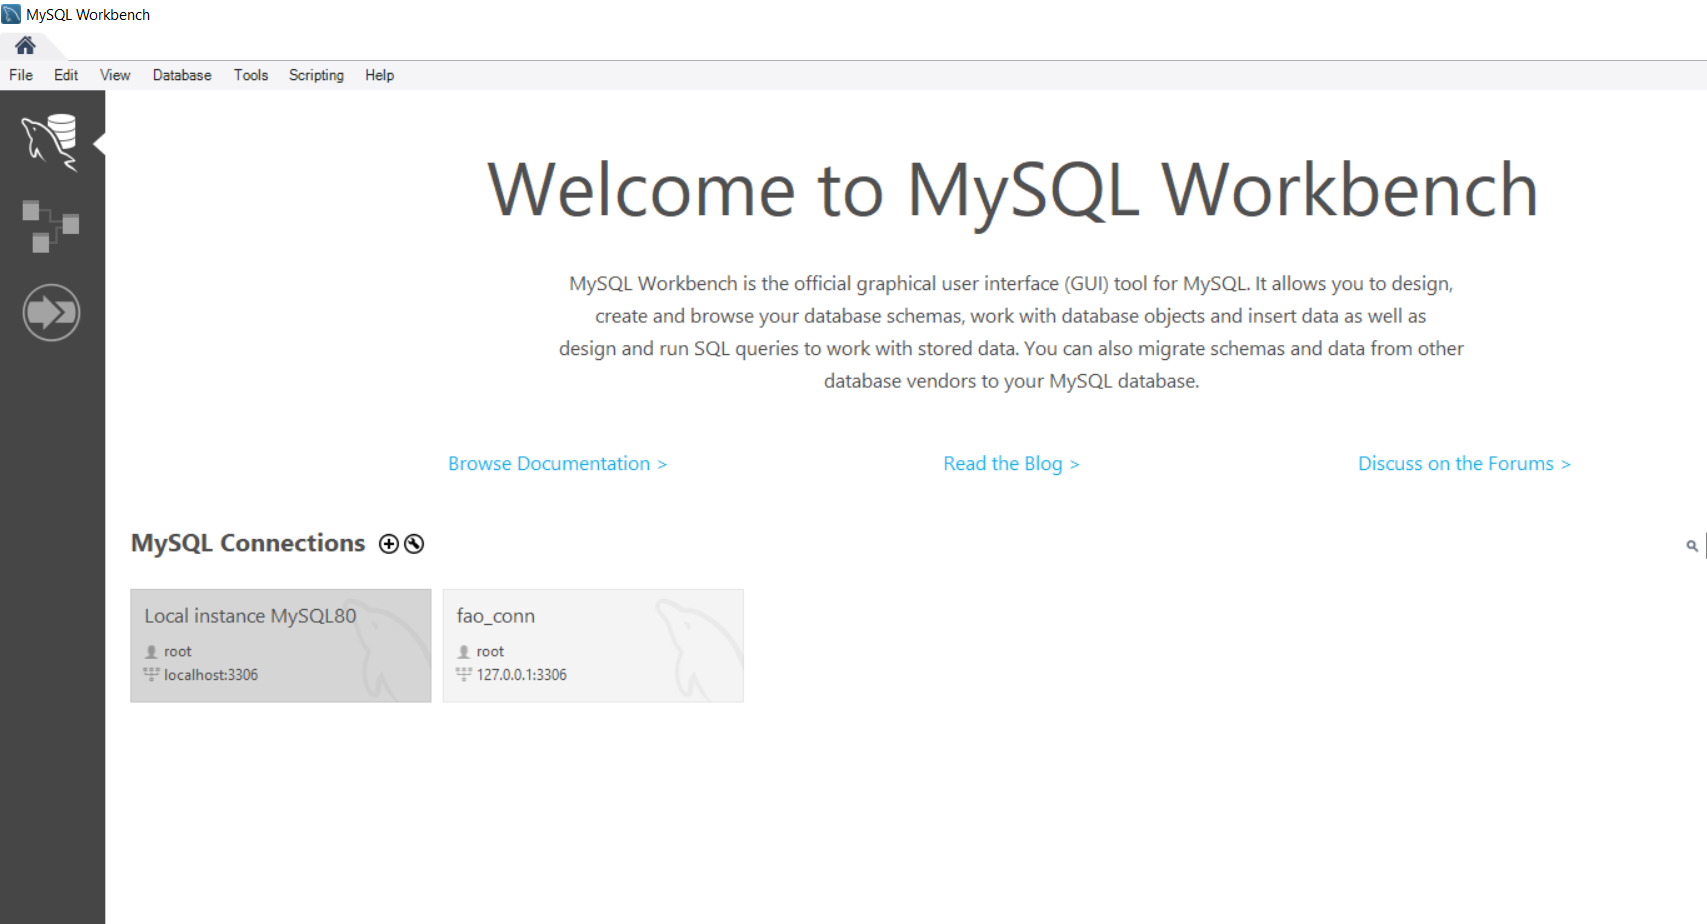 MySQL Workbench
File Edit View Database Tools Scripting Help
Welcome to MySQL Workbench
MySQL Workbench is the official graphical user interface (GUI) tool for MySQL. It allows you to design,
create and browse your database schemas, work with database objects and insert data as well as
design and run SQL queries to work with stored data. You can also migrate schemas and data from other
database vendors to your MySQL database.
Browse Documentation > Read the Blog > Discuss on the Forums >
MySQL Connections
Local instance MySQL80
root
localhost:3306
fao_conn
root
127.0.0.1:3306